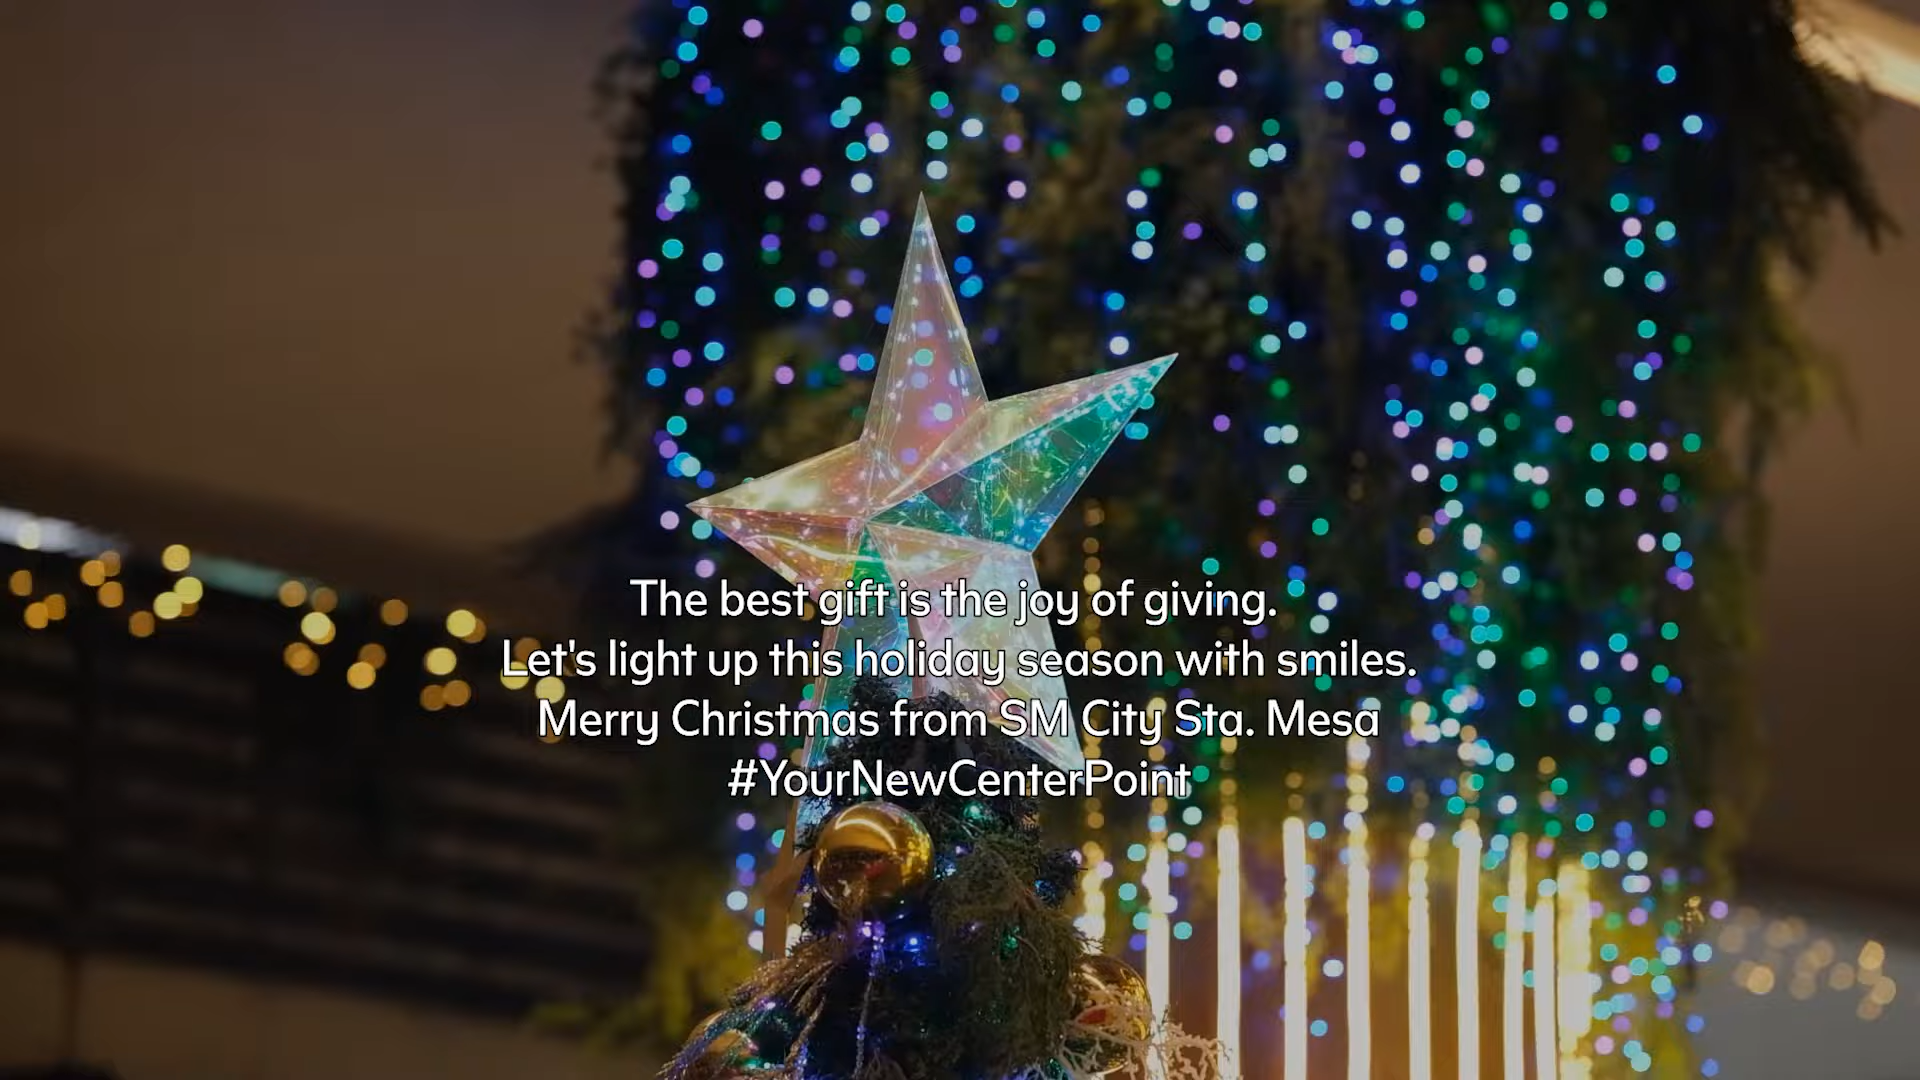 The best gift is the joy of giving.
Let's light up this holiday season with smiles.
Merry Christmas from SM City Sta. Mesa
#YourNewCenterPoint